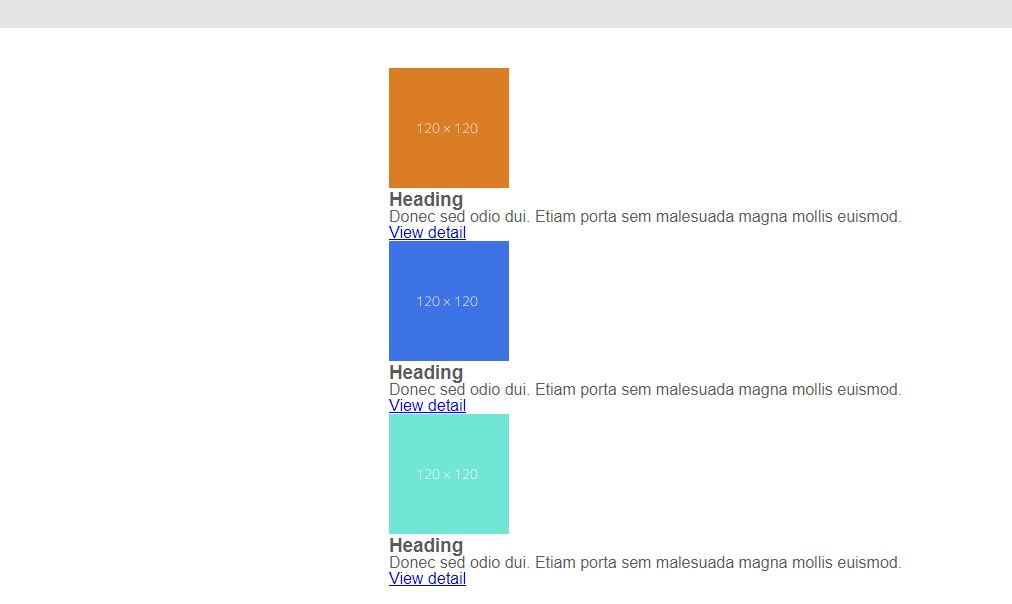 120 × 120
Heading
Donec sed odio dui. Etiam porta sem malesuada magna mollis euismod.
View detail
120 × 120
Heading
Donec sed odio dui. Etiam porta sem malesuada magna mollis euismod.
View detail
120 × 120
Heading
Donec sed odio dui. Etiam porta sem malesuada magna mollis euismod.
View detail